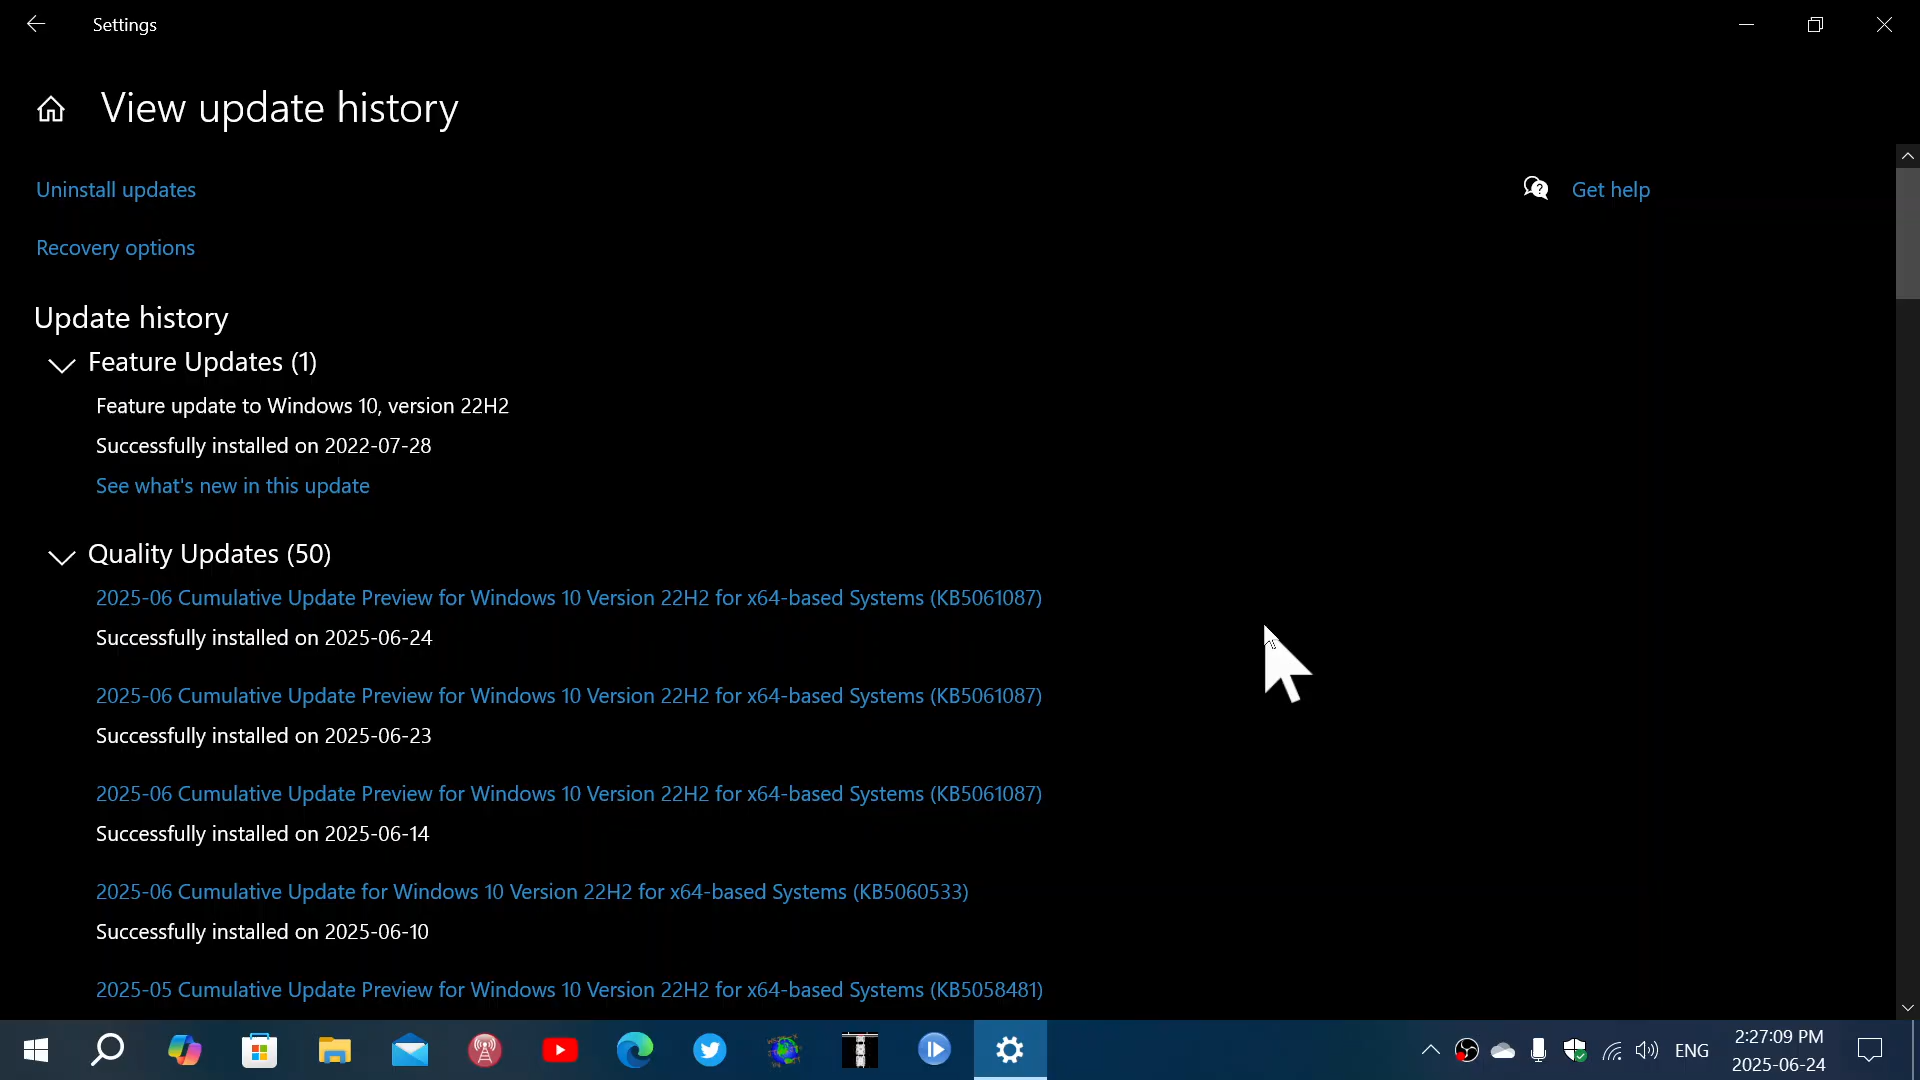 Settings
View update history
Uninstall updates
Get help
Recovery options
Update history
Feature Updates (1)
Feature update to Windows 10, version 22H2
Successfully installed on 2022-07-28
See what's new in this update
Quality Updates (50)
2025-06 Cumulative Update Preview for Windows 10 Version 22H2 for x64-based Systems (KB5061087)
Successfully installed on 2025-06-24
2025-06 Cumulative Update Preview for Windows 10 Version 22H2 for x64-based Systems (KB5061087)
Successfully installed on 2025-06-23
2025-06 Cumulative Update Preview for Windows 10 Version 22H2 for x64-based Systems (KB5061087)
Successfully installed on 2025-06-14
2025-06 Cumulative Update for Windows 10 Version 22H2 for x64-based Systems (KB5060533)
Successfully installed on 2025-06-10
2025-05 Cumulative Update Preview for Windows 10 Version 22H2 for x64-based Systems (KB5058481)
ENG
2:27:09 PM
2025-06-24